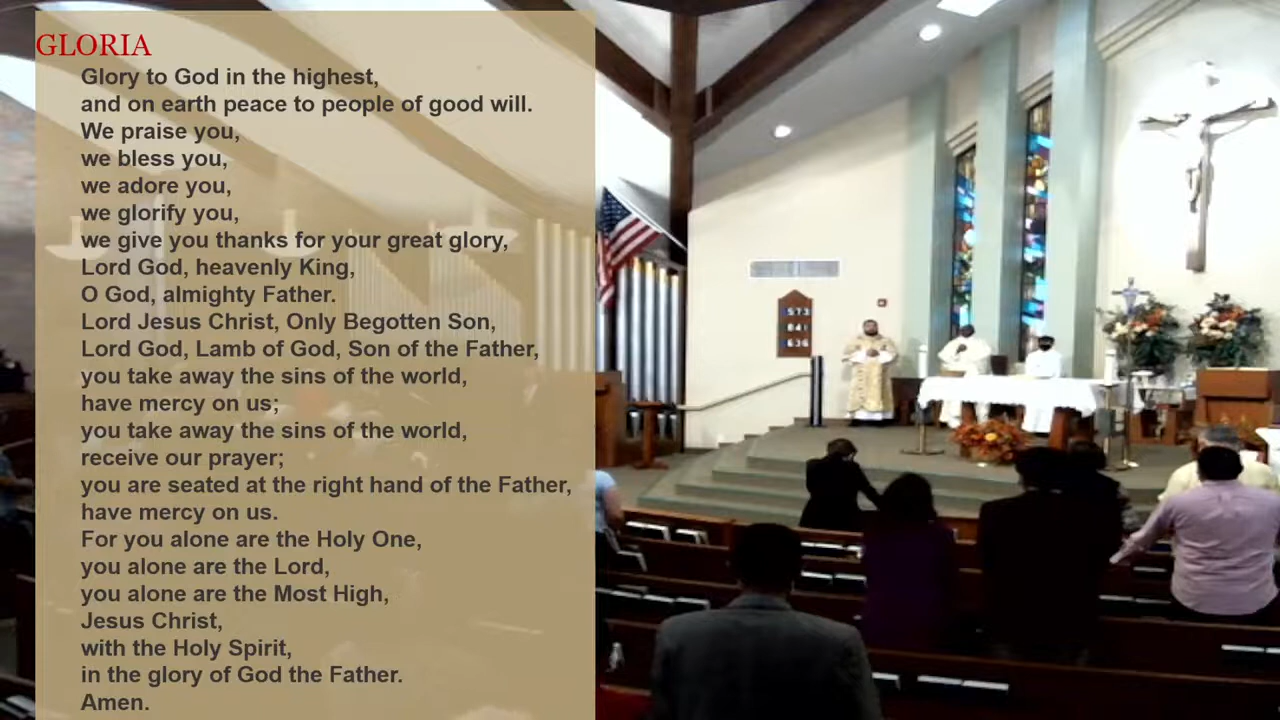 GLORIA
Glory to God in the highest,
and on earth peace to people of good will.
We praise you,
we bless you,
we adore you,
we glorify you,
we give you thanks for your great glory,
Lord God, heavenly King,
O God, almighty Father.
Lord Jesus Christ, Only Begotten Son,
Lord God, Lamb of God, Son of the Father,
you take away the sins of the world,
have mercy on us;
you take away the sins of the world,
receive our prayer;
you are seated at the right hand of the Father,
have mercy on us.
For you alone are the Holy One,
you alone are the Lord,
you alone are the Most High,
Jesus Christ,
with the Holy Spirit,
in the glory of God the Father.
Amen.
573
641
636